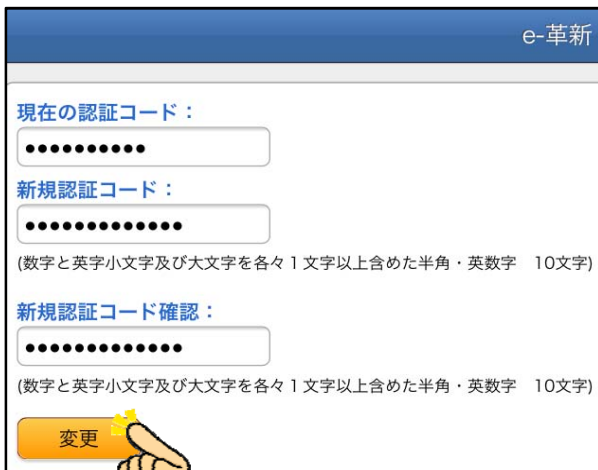 e-革新
現在の認証コード：
●●●●●●●●●●
新規認証コード：
●●●●●●●●●●●●●
(数字と英字小文字及び大文字を各々１文字以上含めた半角・英数字　10文字)
新規認証コード確認：
●●●●●●●●●●●●●
(数字と英字小文字及び大文字を各々１文字以上含めた半角・英数字　10文字)
変更